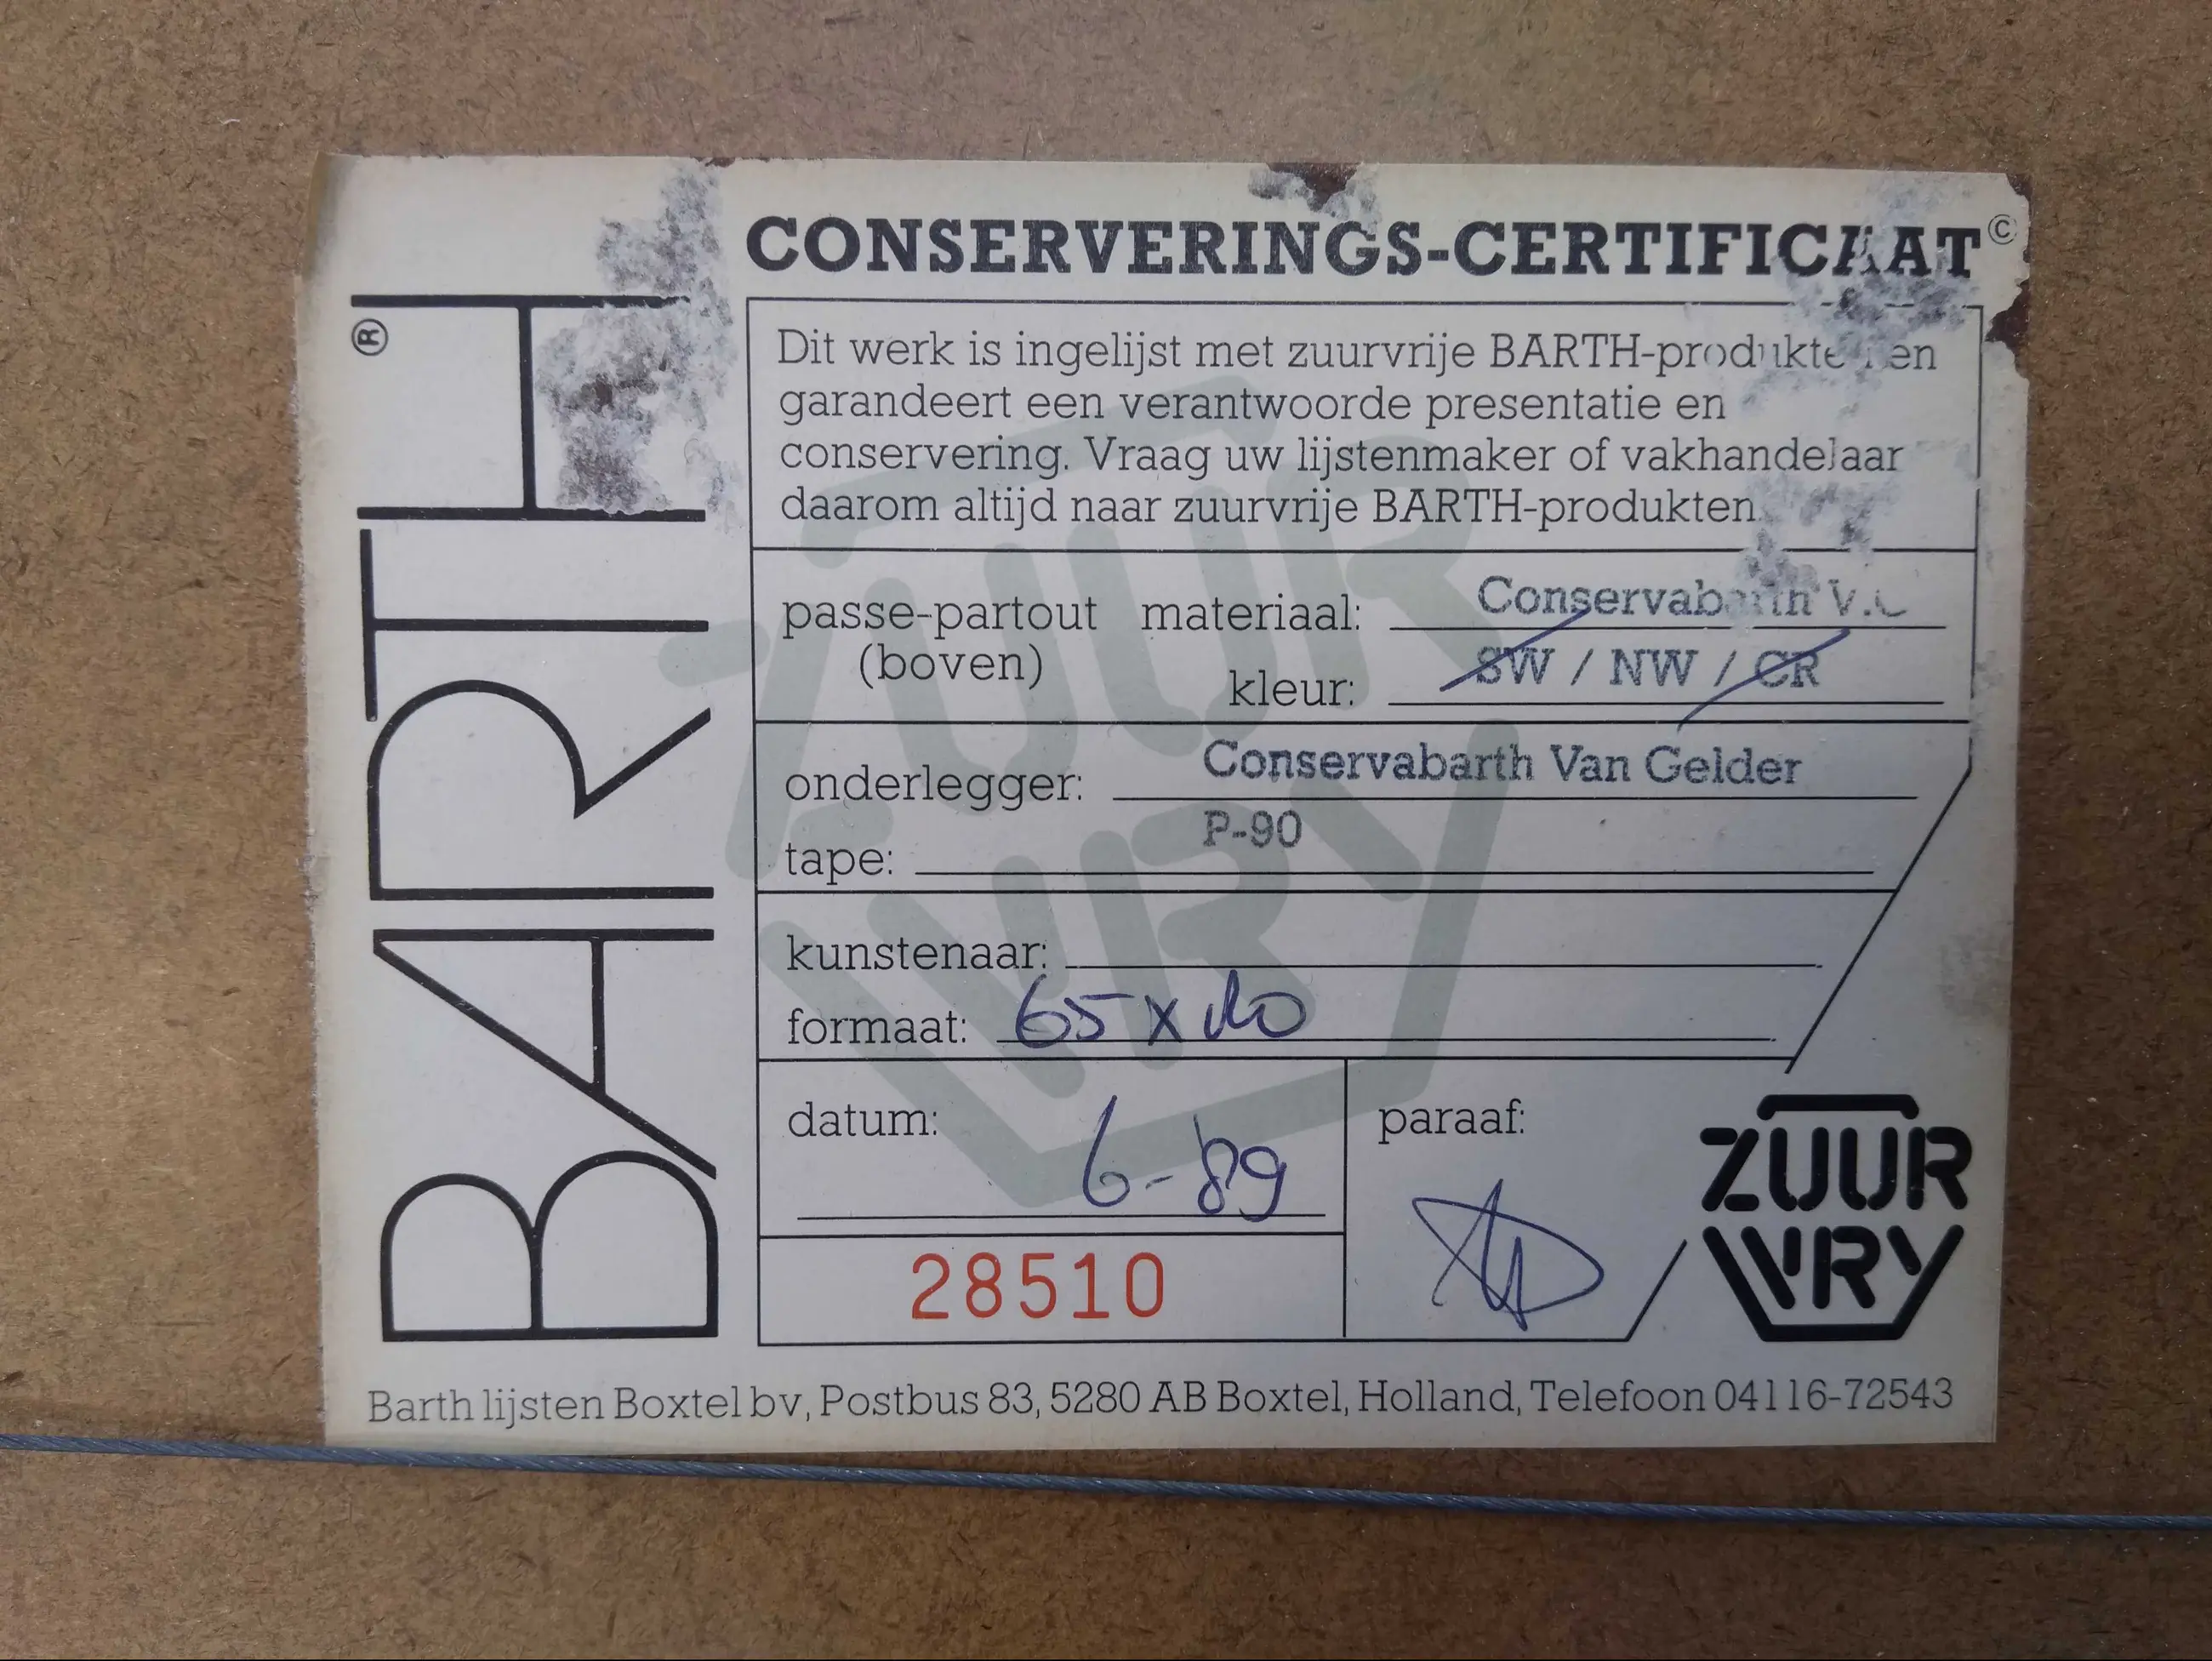 BARTH®
CONSERVERINGS-CERTIFICAAT©
Dit werk is ingelijst met zuurvrije BARTH-produkten en
garandeert een verantwoorde presentatie en
conservering. Vraag uw lijstenmaker of vakhandelaar
daarom altijd naar zuurvrije BARTH-produkten.
passe-partout materiaal: Conservabarth V.G
(boven) kleur: SW / NW / CR
onderlegger: Conservabarth Van Gelder
tape: P-90
kunstenaar:
formaat: 65 x
datum: 6-89
paraaf:
28510
ZUUR
VRY
ZUUR
VRY
Barth lijsten Boxtel bv, Postbus 83, 5280 AB Boxtel, Holland, Telefoon 04116-72543